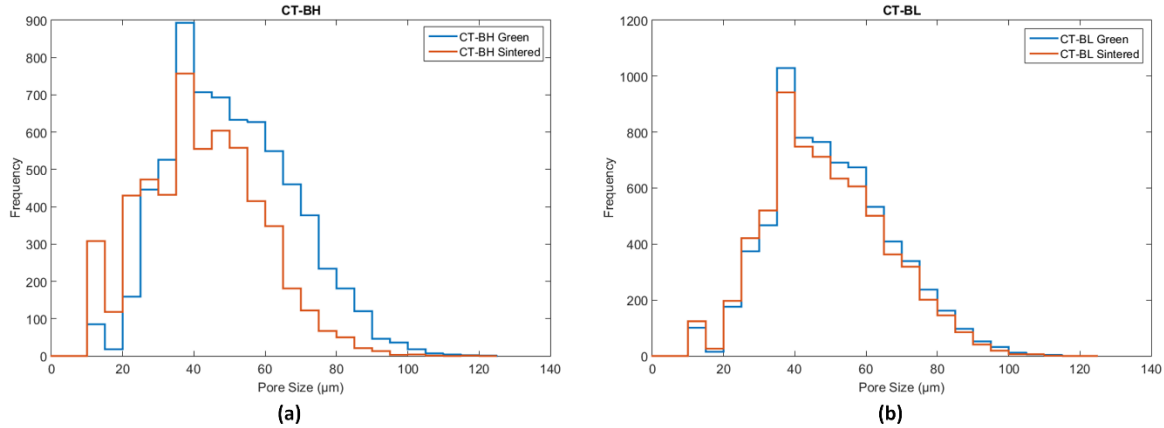 CT-BH
900
800
700
600
500
400
300
200
100
0
Frequency
CT-BH Green
CT-BH Sintered
0 20 40 60 80 100 120 140
Pore Size (µm)
(a)
CT-BL
1200
1000
800
600
400
200
0
Frequency
CT-BL Green
CT-BL Sintered
0 20 40 60 80 100 120 140
Pore Size (µm)
(b)